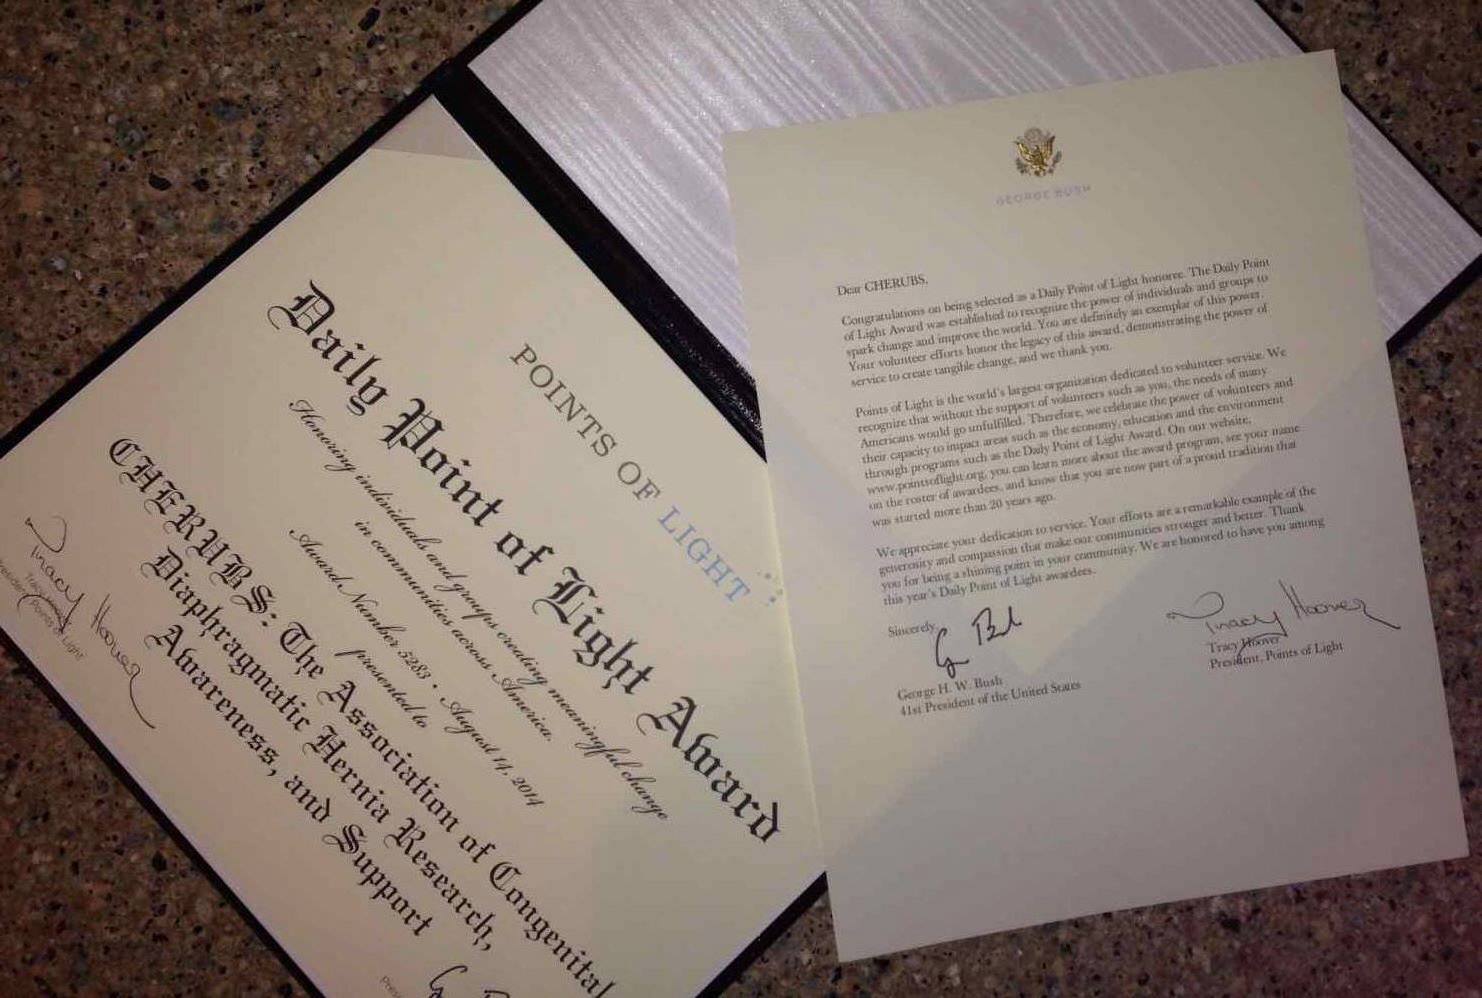 POINTS OF LIGHT
Daily Point of Light Award
Honoring individuals and groups creating meaningful change
in communities across America.
Award Number 5283 · August 14, 2014
presented to
CHERUBS: The Association of Congenital
Diaphragmatic Hernia Research,
Awareness, and Support
Tracy Hoover
Tracy Hoover
President, Points of Light
GEORGE BUSH
Dear CHERUBS,
Congratulations on being selected as a Daily Point of Light honoree. The Daily Point
of Light Award was established to recognize the power of individuals and groups to
spark change and improve the world. You are definitely an exemplar of this power.
Your volunteer efforts honor the legacy of this award, demonstrating the power of
service to create tangible change, and we thank you.
Points of Light is the world's largest organization dedicated to volunteer service. We
recognize that without the support of volunteers such as you, the needs of many
Americans would go unfulfilled. Therefore, we celebrate the power of volunteers and
their capacity to impact areas such as the economy, education and the environment
through programs such as the Daily Point of Light Award. On our website,
www.pointsoflight.org, you can learn more about the award program, see your name
on the roster of awardees, and know that you are now part of a proud tradition that
was started more than 20 years ago.
We appreciate your dedication to service. Your efforts are a remarkable example of the
generosity and compassion that make our communities stronger and better. Thank
you for being a shining point in your community. We are honored to have you among
this year's Daily Point of Light awardees.
Sincerely,
G Bush
George H. W. Bush
41st President of the United States
Tracy Hoover
Tracy Hoover
President, Points of Light